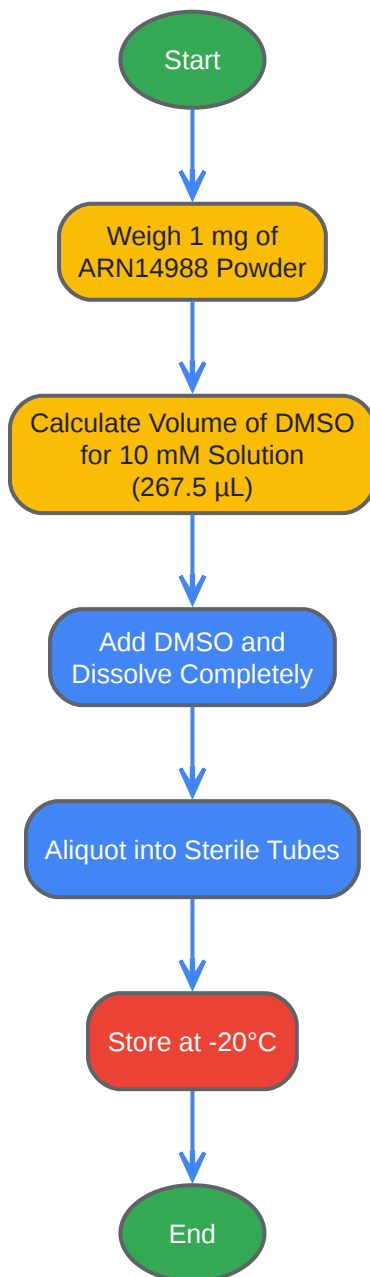 Start
Weigh 1 mg of
ARN14988 Powder
Calculate Volume of DMSO
for 10 mM Solution
(267.5 µL)
Add DMSO and
Dissolve Completely
Aliquot into Sterile Tubes
Store at -20°C
End